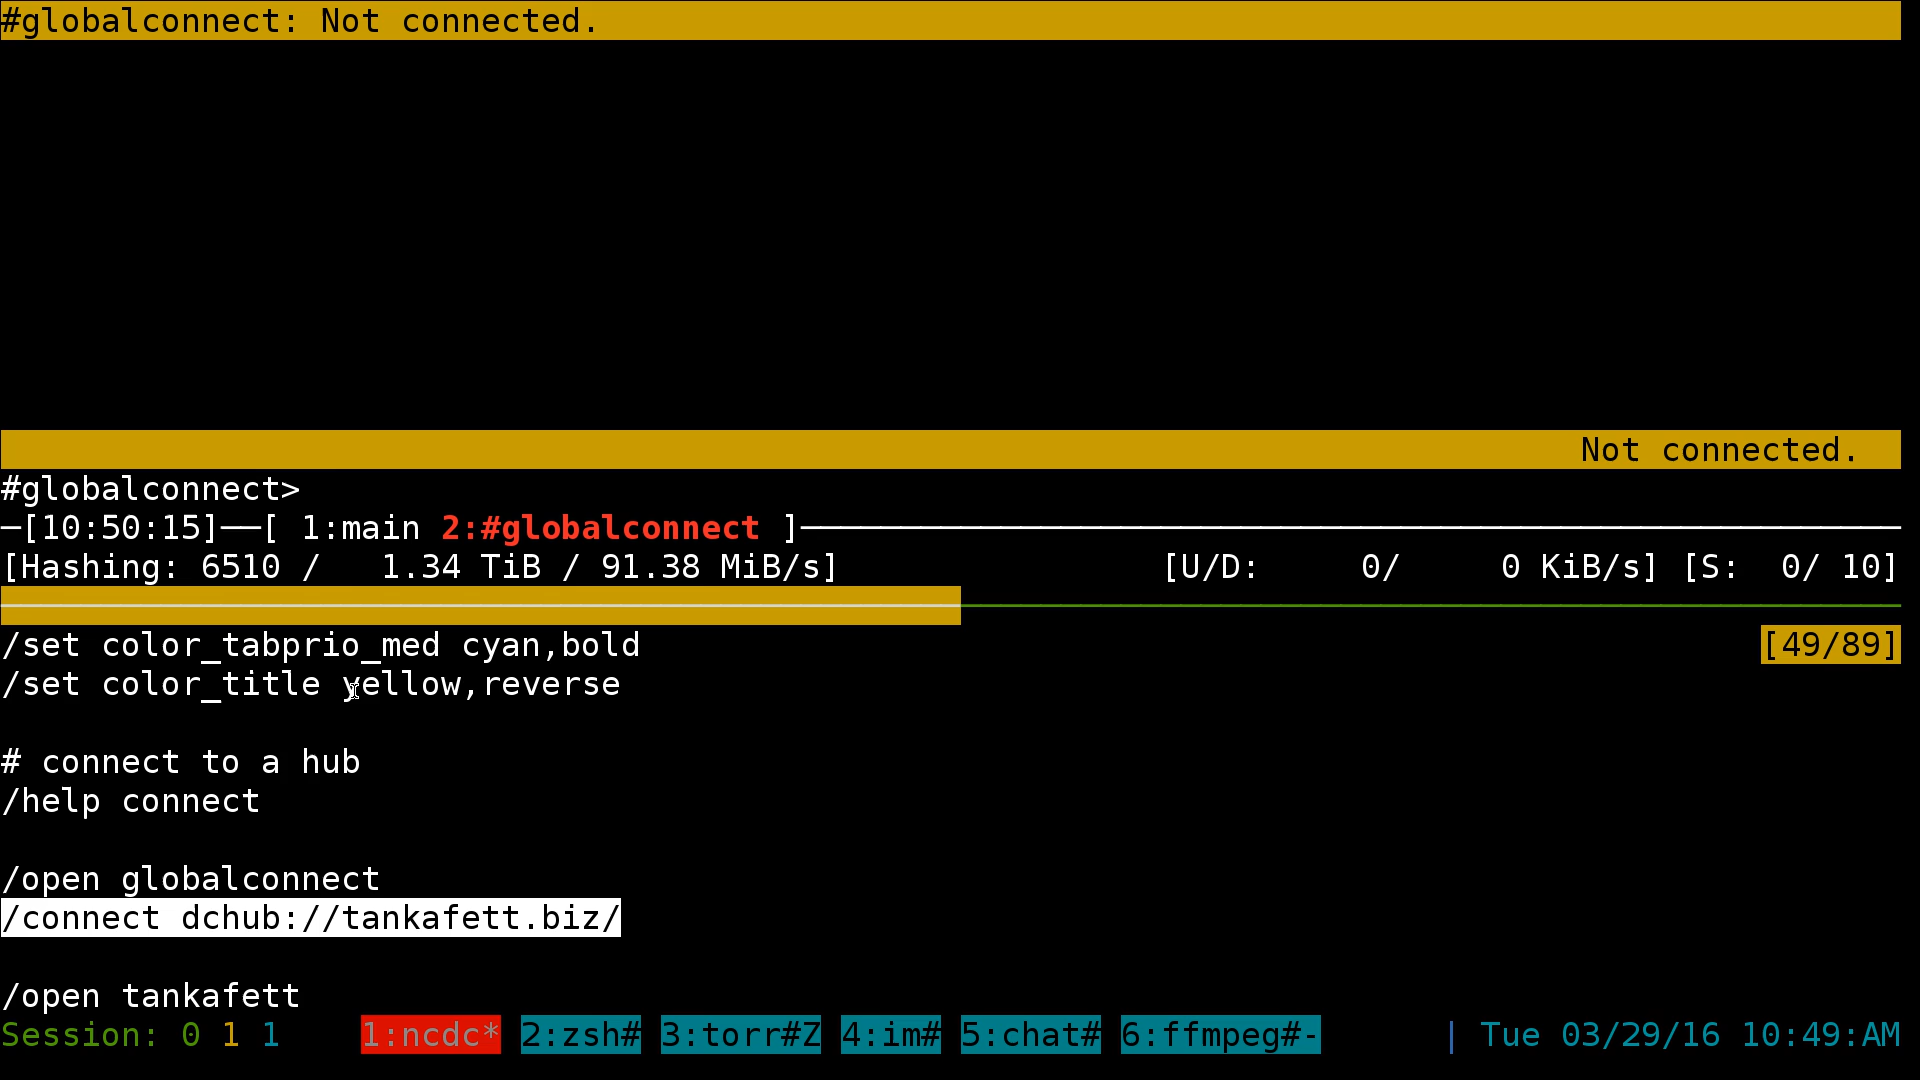 #globalconnect: Not connected.
Not connected.
#globalconnect>
─[10:50:15]──[ 1:main 2:#globalconnect ]─
[Hashing: 6510 /   1.34 TiB / 91.38 MiB/s] [U/D:     0/     0 KiB/s] [S:  0/ 10]
/set color_tabprio_med cyan,bold [49/89]
/set color_title yellow,reverse
# connect to a hub
/help connect
/open globalconnect
/connect dchub://tankafett.biz/
/open tankafett
Session: 0 1 1 1:ncdc* 2:zsh# 3:torr#Z 4:im# 5:chat# 6:ffmpeg#- | Tue 03/29/16 10:49:AM